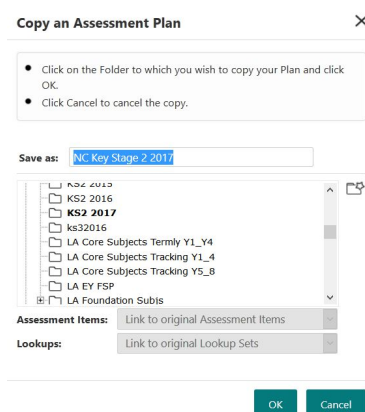 Copy an Assessment Plan
Click on the Folder to which you wish to copy your Plan and click
OK.
Click Cancel to cancel the copy.
Save as: NC Key Stage 2 2017
KS2 2015
KS2 2016
KS2 2017
ks32016
LA Core Subjects Termly Y1_Y4
LA Core Subjects Tracking Y1_4
LA Core Subjects Tracking Y5_8
LA EY FSP
LA Foundation Subjs
Assessment Items: Link to original Assessment Items
Lookups: Link to original Lookup Sets
OK Cancel